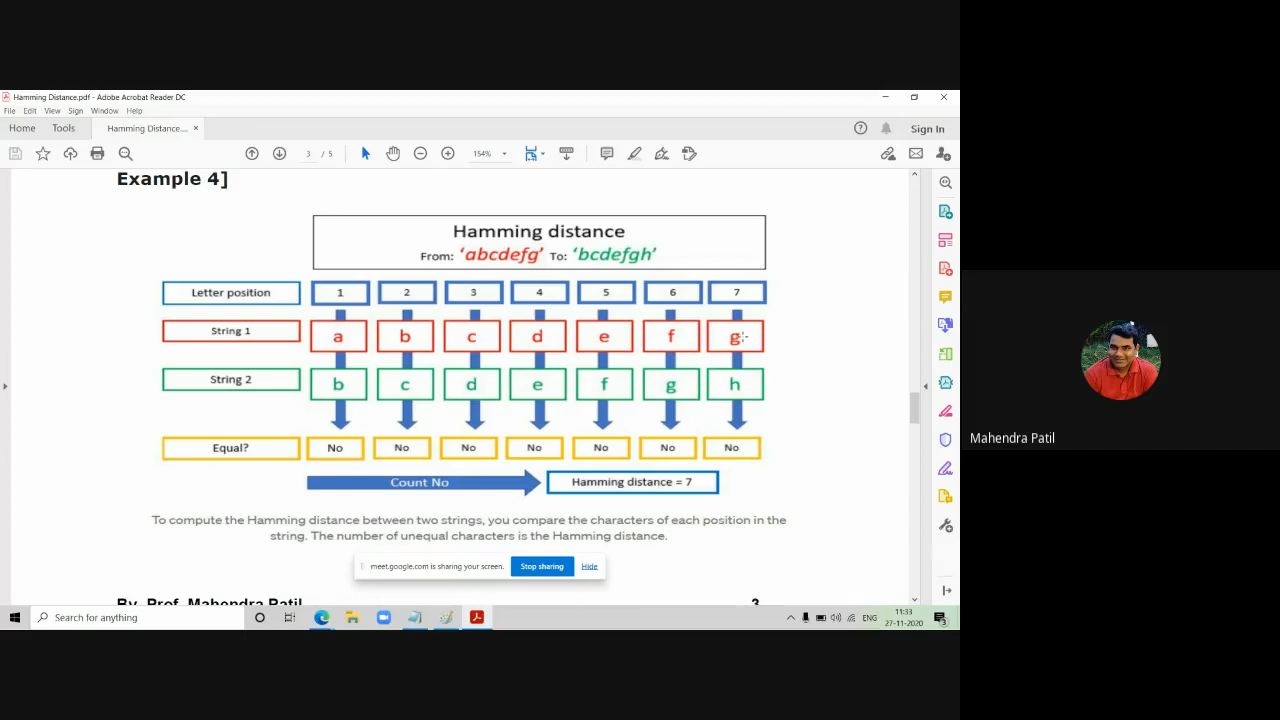 Hamming Distance.pdf - Adobe Acrobat Reader DC
File Edit View Sign Window Help
Home Tools Hamming Distance.... × Sign In
3 / 5 154%
Example 4]
Hamming distance
From: ‘abcdefg’ To: ‘bcdefgh’
Letter position 1 2 3 4 5 6 7
String 1 a b c d e f g
String 2 b c d e f g h
Equal? No No No No No No No
Count No Hamming distance = 7
To compute the Hamming distance between two strings, you compare the characters of each position in the
string. The number of unequal characters is the Hamming distance.
meet.google.com is sharing your screen. Stop sharing Hide
By Prof. Mahendra Patil 3
Search for anything ENG 11:33
27-11-2020 3
Mahendra Patil